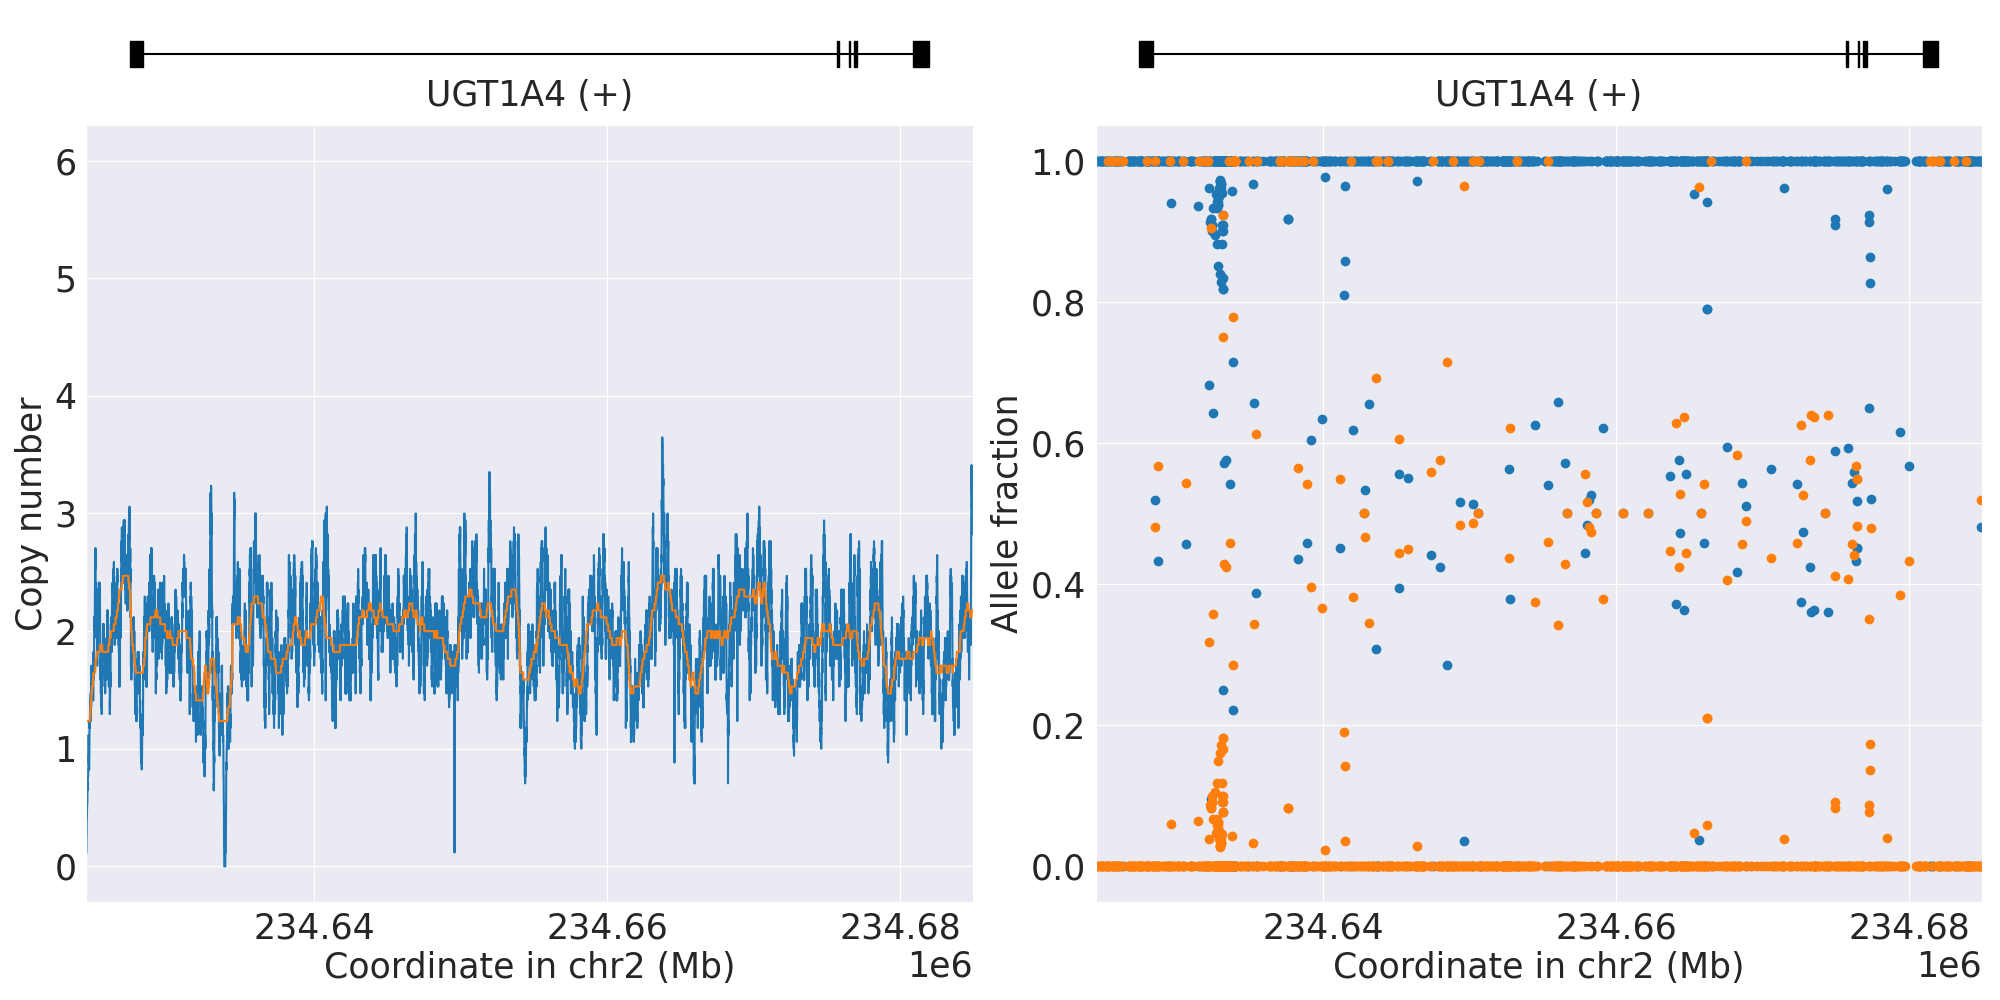 UGT1A4 (+)
Copy number
6
5
4
3
2
1
0
234.64
234.66
234.68
Coordinate in chr2 (Mb)
1e6
UGT1A4 (+)
Allele fraction
1.0
0.8
0.6
0.4
0.2
0.0
234.64
234.66
234.68
Coordinate in chr2 (Mb)
1e6